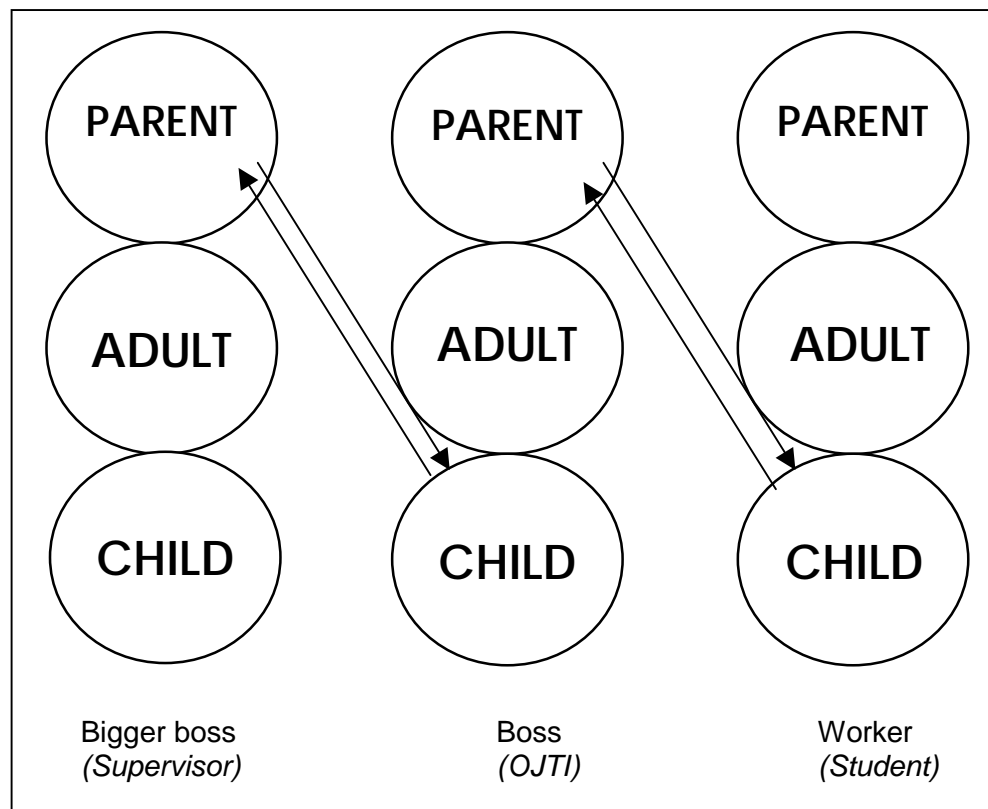 PARENT PARENT PARENT
ADULT ADULT ADULT
CHILD CHILD CHILD
Bigger boss Boss Worker
(Supervisor) (OJTI) (Student)